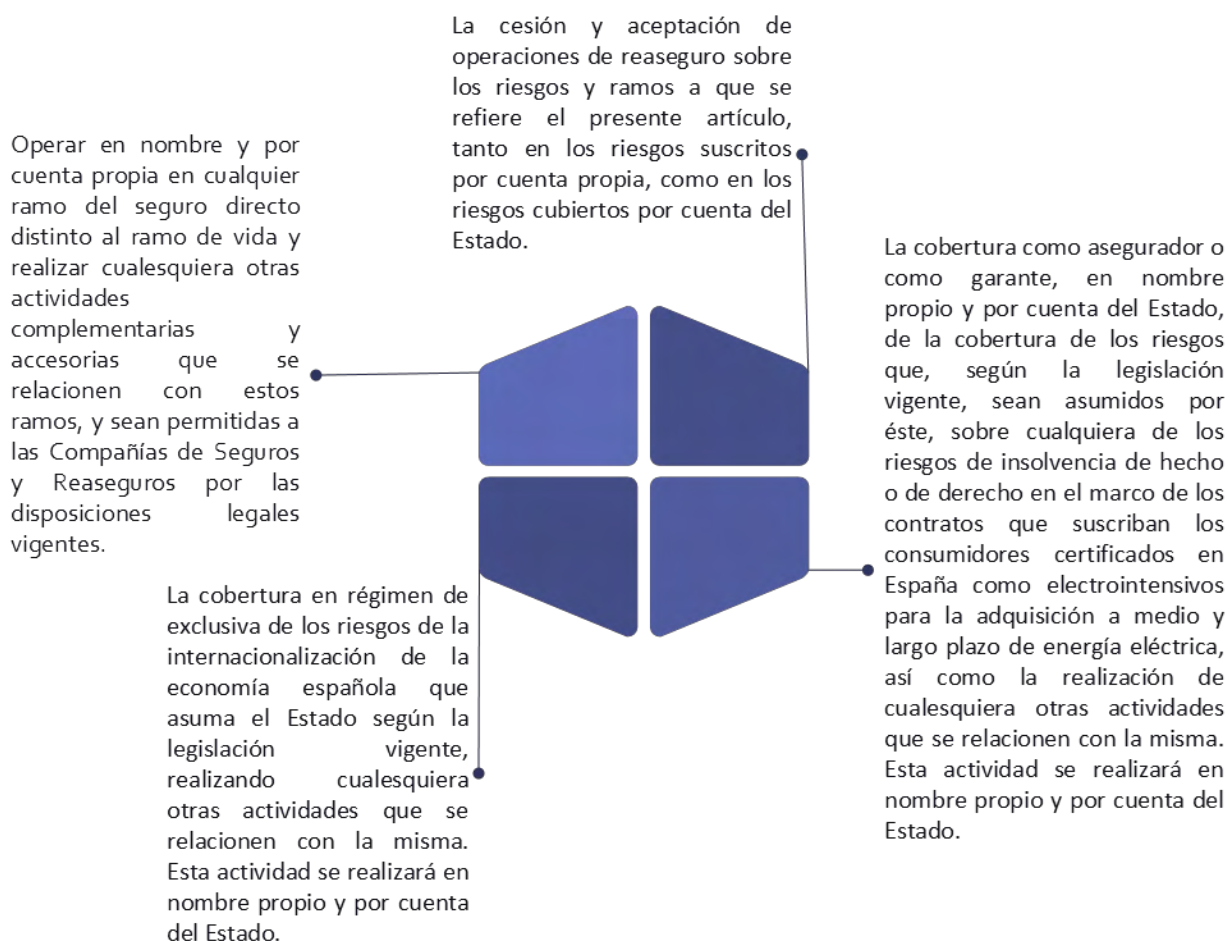 La cesión y aceptación de
operaciones de reaseguro sobre
los riesgos y ramos a que se
refiere el presente artículo,
tanto en los riesgos suscritos
por cuenta propia, como en los
riesgos cubiertos por cuenta del
Estado.
Operar en nombre y por
cuenta propia en cualquier
ramo del seguro directo
distinto al ramo de vida y
realizar cualesquiera otras
actividades
complementarias y
accesorias que se
relacionen con estos
ramos, y sean permitidas a
las Compañías de Seguros
y Reaseguros por las
disposiciones legales
vigentes.
La cobertura como asegurador o
como garante, en nombre
propio y por cuenta del Estado,
de la cobertura de los riesgos
que, según la legislación
vigente, sean asumidos por
éste, sobre cualquiera de los
riesgos de insolvencia de hecho
o de derecho en el marco de los
contratos que suscriban los
consumidores certificados en
España como electrointensivos
para la adquisición a medio y
largo plazo de energía eléctrica,
así como la realización de
cualesquiera otras actividades
que se relacionen con la misma.
Esta actividad se realizará en
nombre propio y por cuenta del
Estado.
La cobertura en régimen de
exclusiva de los riesgos de la
internacionalización de la
economía española que
asuma el Estado según la
legislación vigente,
realizando cualesquiera
otras actividades que se
relacionen con la misma.
Esta actividad se realizará en
nombre propio y por cuenta
del Estado.